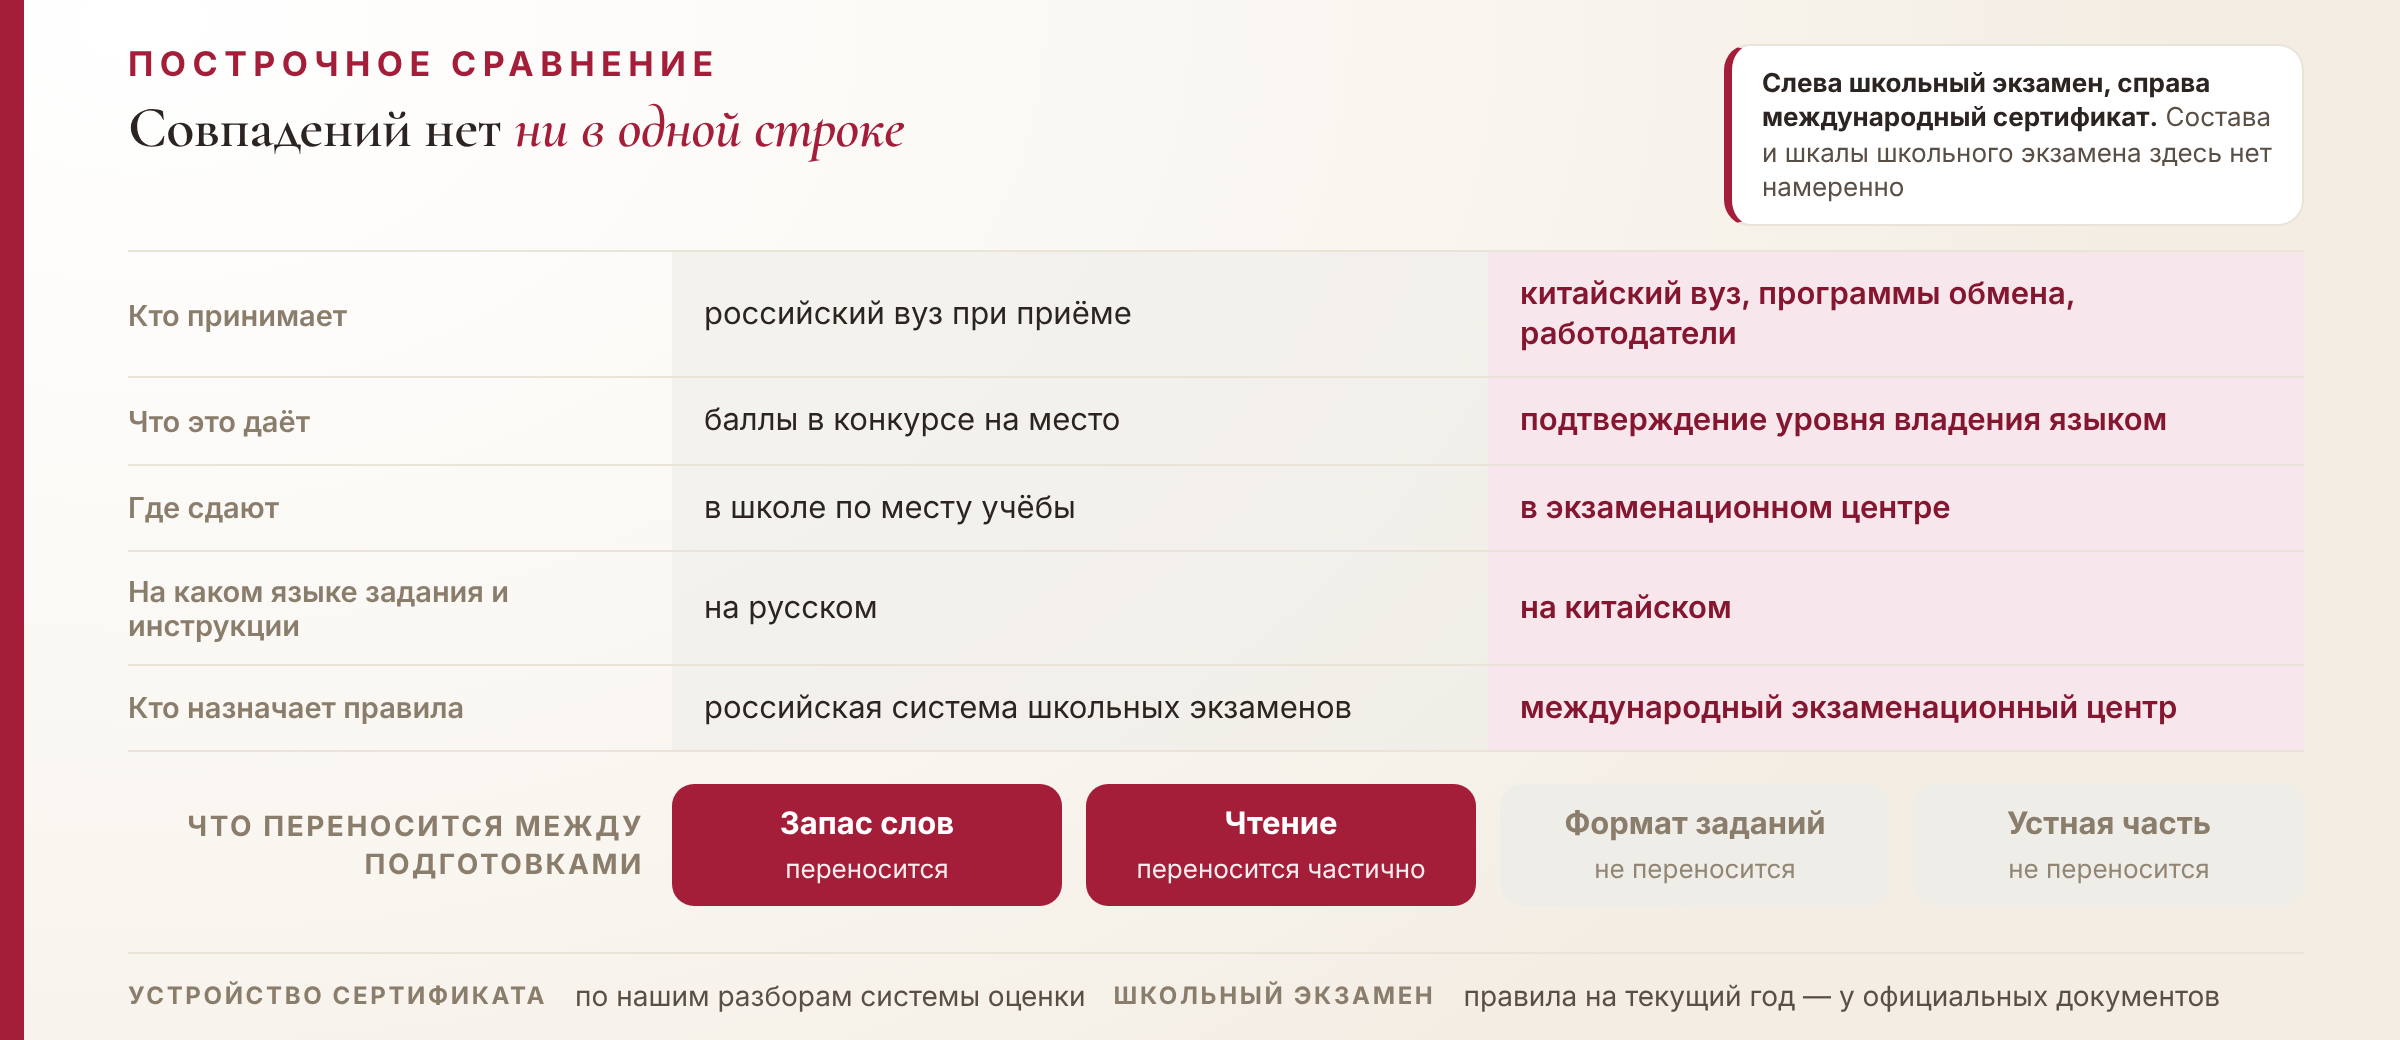 ПОСТРОЧНОЕ СРАВНЕНИЕ
Совпадений нет ни в одной строке
Слева школьный экзамен, справа
международный сертификат. Состава
и шкалы школьного экзамена здесь нет
намеренно
Кто принимает
российский вуз при приёме
китайский вуз, программы обмена,
работодатели
Что это даёт
баллы в конкурсе на место
подтверждение уровня владения языком
Где сдают
в школе по месту учёбы
в экзаменационном центре
На каком языке задания и
инструкции
на русском
на китайском
Кто назначает правила
российская система школьных экзаменов
международный экзаменационный центр
ЧТО ПЕРЕНОСИТСЯ МЕЖДУ
ПОДГОТОВКАМИ
Запас слов
переносится
Чтение
переносится частично
Формат заданий
не переносится
Устная часть
не переносится
УСТРОЙСТВО СЕРТИФИКАТА по нашим разборам системы оценки ШКОЛЬНЫЙ ЭКЗАМЕН правила на текущий год — у официальных документов